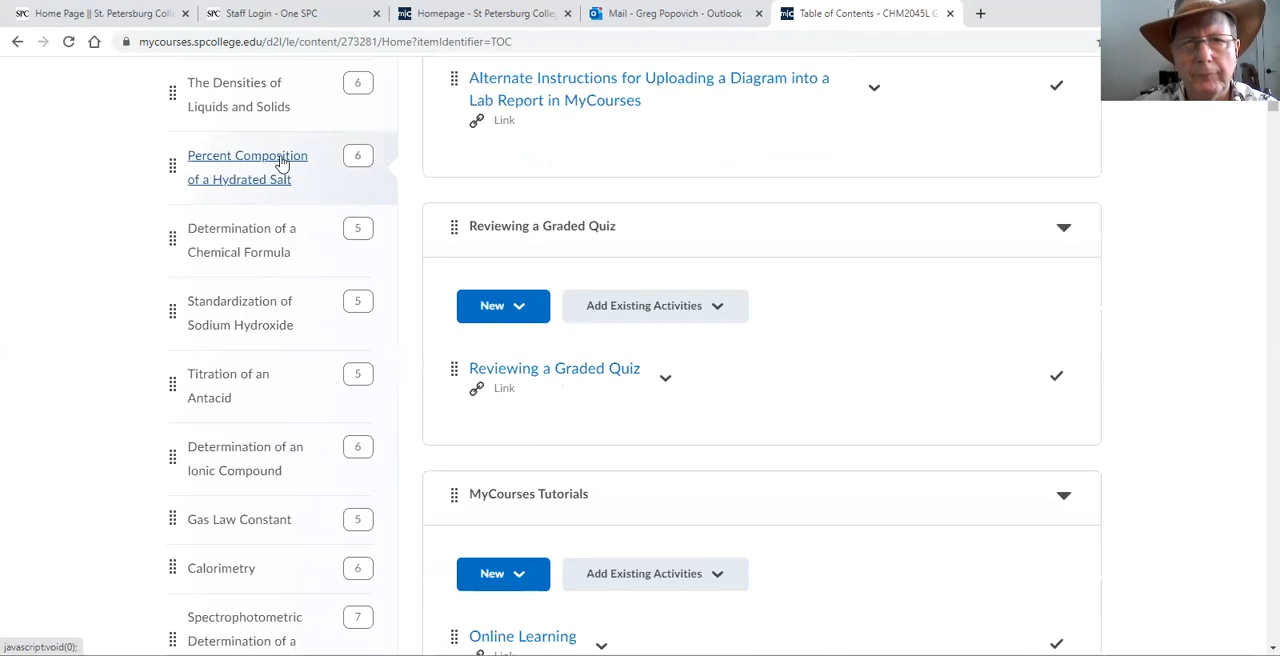 Home Page || St. Petersburg Colle
Staff Login - One SPC
Homepage - St Petersburg Colle
Mail - Greg Popovich - Outlook
Table of Contents - CHM2045L G
mycourses.spcollege.edu/d2l/le/content/273281/Home?itemIdentifier=TOC
The Densities of
Liquids and Solids
6
Percent Composition
of a Hydrated Salt
6
Determination of a
Chemical Formula
5
Standardization of
Sodium Hydroxide
5
Titration of an
Antacid
5
Determination of an
Ionic Compound
6
Gas Law Constant
5
Calorimetry
6
Spectrophotometric
Determination of a
7
javascript:void(0);
Alternate Instructions for Uploading a Diagram into a
Lab Report in MyCourses
Link
Reviewing a Graded Quiz
New
Add Existing Activities
Reviewing a Graded Quiz
Link
MyCourses Tutorials
New
Add Existing Activities
Online Learning
Link